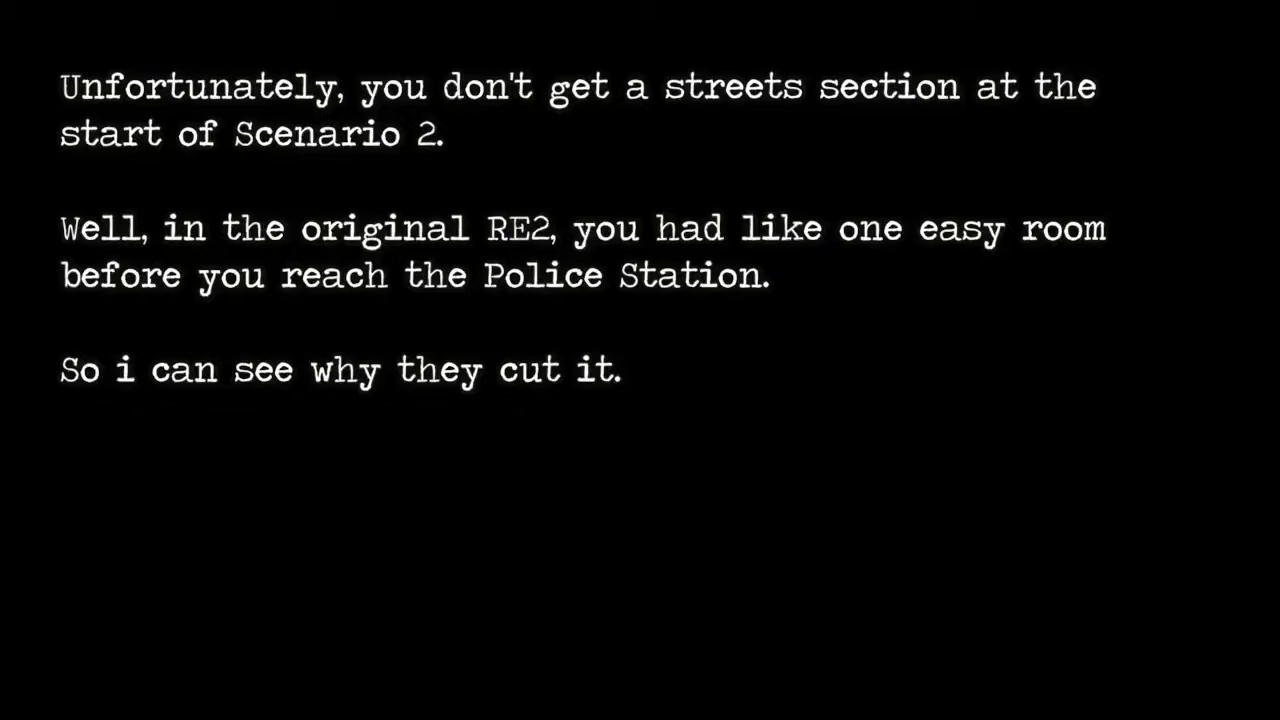 Unfortunately, you don't get a streets section at the
start of Scenario 2.
Well, in the original RE2, you had like one easy room
before you reach the Police Station.
So i can see why they cut it.